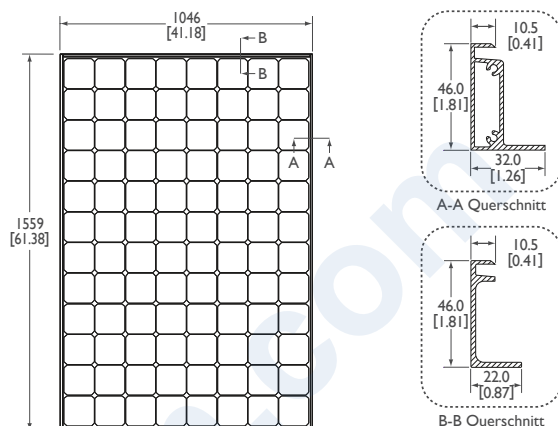 1046
[41.18]
B
B
A
A
1559
[61.38]
10.5
[0.41]
46.0
[1.81]
32.0
[1.26]
A-A Querschnitt
10.5
[0.41]
46.0
[1.81]
22.0
[0.87]
B-B Querschnitt